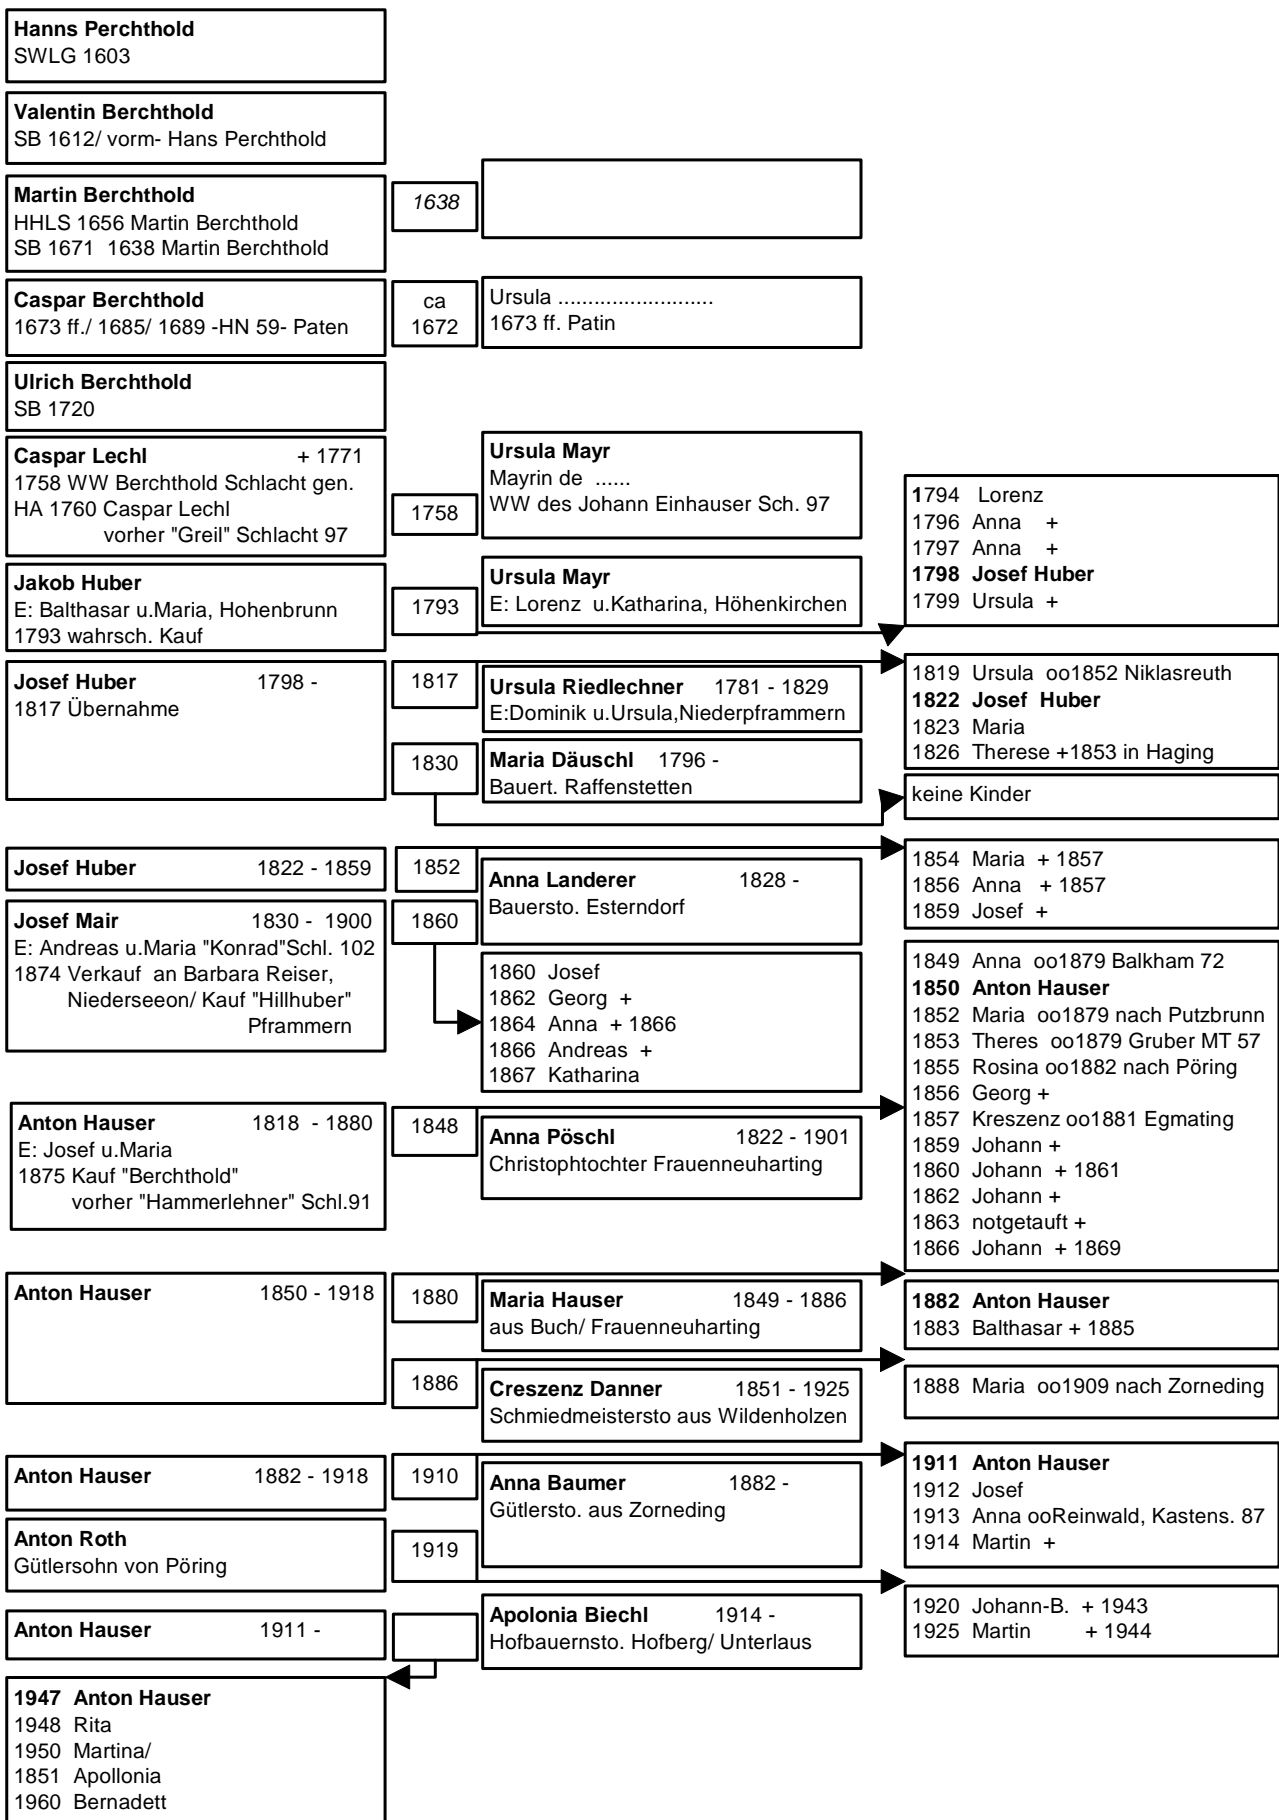 Hanns Perchthold
SWLG 1603
Valentin Berchthold
SB 1612/ vorm- Hans Perchthold
Martin Berchthold
HHLS 1656 Martin Berchthold
SB 1671  1638 Martin Berchthold
1638
Caspar Berchthold
1673 ff./ 1685/ 1689 -HN 59- Paten
ca
1672
Ursula ..........................
1673 ff. Patin
Ulrich Berchthold
SB 1720
Caspar Lechl + 1771
1758 WW Berchthold Schlacht gen.
HA 1760 Caspar Lechl
vorher "Greil" Schlacht 97
1758
Ursula Mayr
Mayrin de ......
WW des Johann Einhauser Sch. 97
Jakob Huber
E: Balthasar u.Maria, Hohenbrunn
1793 wahrsch. Kauf
1793
Ursula Mayr
E: Lorenz  u.Katharina, Höhenkirchen
1794 Lorenz
1796 Anna +
1797 Anna +
1798 Josef Huber
1799 Ursula +
Josef Huber 1798 -
1817 Übernahme
1817
Ursula Riedlechner 1781 - 1829
E:Dominik u.Ursula,Niederpframmern
1819 Ursula oo1852 Niklasreuth
1822 Josef Huber
1823 Maria
1826 Therese +1853 in Haging
1830
Maria Däuschl 1796 -
Bauert. Raffenstetten
keine Kinder
Josef Huber 1822 - 1859
1852
Anna Landerer 1828 -
Bauersto. Esterndorf
1854 Maria + 1857
1856 Anna + 1857
1859 Josef +
Josef Mair 1830 - 1900
E: Andreas u.Maria "Konrad"Schl. 102
1874 Verkauf an Barbara Reiser,
Niederseeon/ Kauf "Hillhuber"
Pframmern
1860
1860 Josef
1862 Georg +
1864 Anna + 1866
1866 Andreas +
1867 Katharina
Anton Hauser 1818 - 1880
E: Josef u.Maria
1875 Kauf "Berchthold"
vorher "Hammerlehner" Schl.91
1848
Anna Pöschl 1822 - 1901
Christophtochter Frauenneuharting
1849 Anna oo1879 Balkham 72
1850 Anton Hauser
1852 Maria oo1879 nach Putzbrunn
1853 Theres oo1879 Gruber MT 57
1855 Rosina oo1882 nach Pöring
1856 Georg +
1857 Kreszenz oo1881 Egmating
1859 Johann +
1860 Johann + 1861
1862 Johann +
1863 notgetauft +
1866 Johann + 1869
Anton Hauser 1850 - 1918
1880
Maria Hauser 1849 - 1886
aus Buch/ Frauenneuharting
1882 Anton Hauser
1883 Balthasar + 1885
1886
Creszenz Danner 1851 - 1925
Schmiedmeistersto aus Wildenholzen
1888 Maria oo1909 nach Zorneding
Anton Hauser 1882 - 1918
1910
Anna Baumer 1882 -
Gütlersto. aus Zorneding
1911 Anton Hauser
1912 Josef
1913 Anna ooReinwald, Kastens. 87
1914 Martin +
Anton Roth
Gütlersohn von Pöring
1919
1920 Johann-B. + 1943
1925 Martin + 1944
Anton Hauser 1911 -
Apolonia Biechl 1914 -
Hofbauernsto. Hofberg/ Unterlaus
1947 Anton Hauser
1948 Rita
1950 Martina/
1851 Apollonia
1960 Bernadett